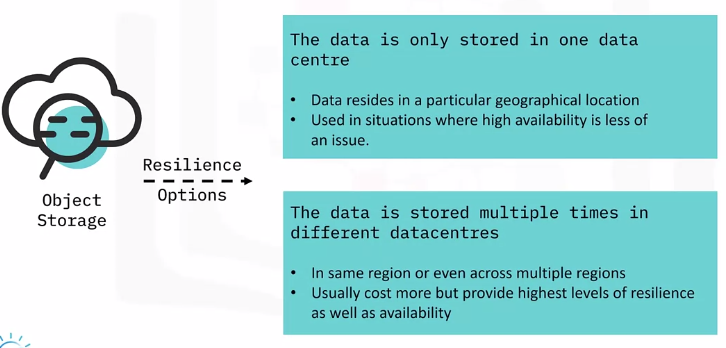 The data is only stored in one data
centre
• Data resides in a particular geographical location
• Used in situations where high availability is less of
an issue.
Resilience
Options
Object
Storage
The data is stored multiple times in
different datacentres
• In same region or even across multiple regions
• Usually cost more but provide highest levels of resilience
as well as availability